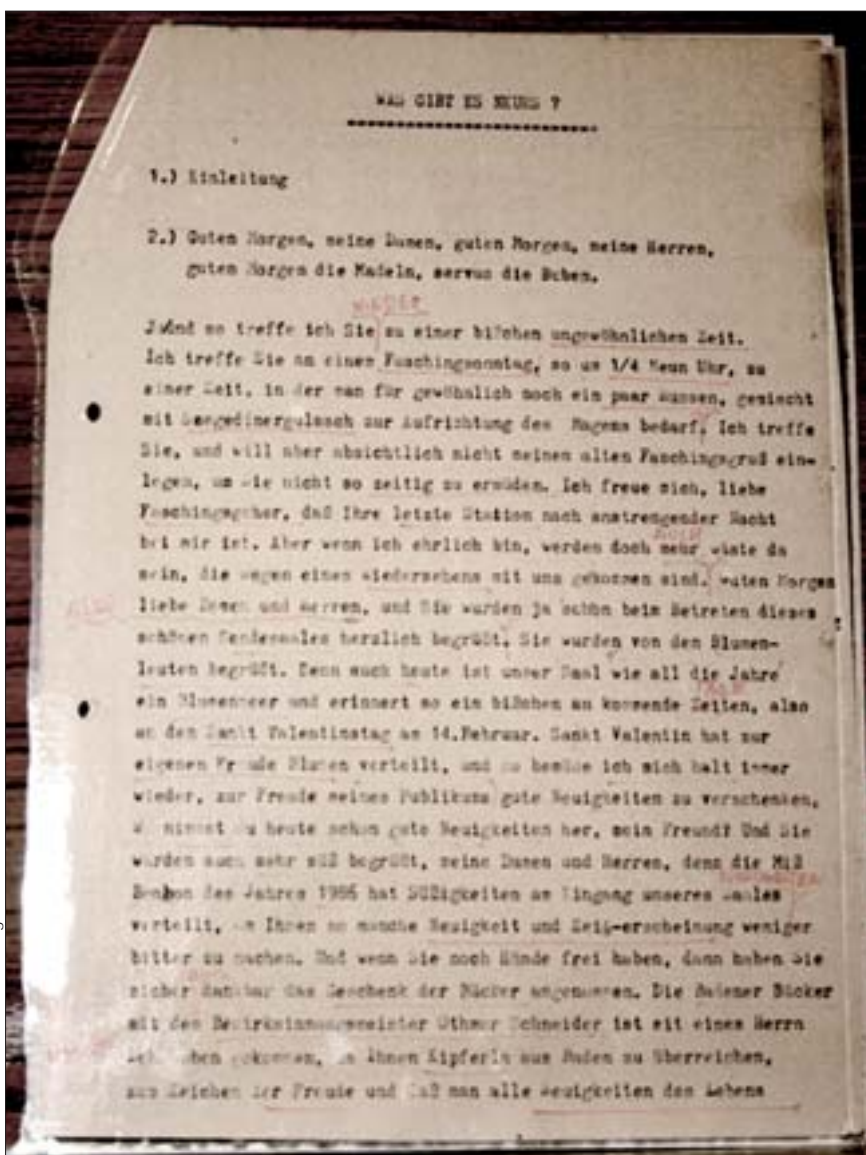 WAS GIBT ES NEUES ?
1.) Einleitung
2.) Guten Morgen, meine Damen, guten Morgen, meine Herren,
guten Morgen die Madeln, servus die Buben.
WIEDER
und so treffe ich Sie zu einer bißchen ungewöhnlichen Zeit.
Ich treffe Sie an einem Faschingsonntag, so um 1/4 Neun Uhr, zu
einer Zeit, in der man für gewöhnlich noch ein paar , gemischt
mit zur Aufrichtung des Magens bedarf. Ich treffe
Sie, und will aber absichtlich nicht meinen alten Faschingsgruß ein-
legen, um Sie nicht so zeitig zu ermüden. Ich freue mich, liebe
Faschingsgeher, daß Ihre letzte Station nach anstrengender Nacht
AUCH
bei mir ist. Aber wenn ich ehrlich bin, werden doch mehr Gäste da
sein, die wegen eines Wiedersehens mit uns gekommen sind. Guten Morgen
liebe Damen und Herren, und Sie wurden ja schon beim Betreten dieses
schönen Sendesaales herzlich begrüßt. Sie wurden von den Blumen-
leuten begrüßt. Denn auch heute ist unser Saal wie all die Jahre
ein Blumenmeer und erinnert so ein bißchen an kommende Zeiten, also
an den Sankt Valentinstag am 14.Februar. Sankt Valentin hat zur
eigenen Freude Blumen verteilt, und so bemühe ich mich halt immer
wieder, zur Freude meines Publikums gute Neuigkeiten zu verschenken.
Wo nimmst du heute schon gute Neuigkeiten her, mein Freund? Und Sie
wurden auch sehr süß begrüßt, meine Damen und Herren, denn die Miß
Bonbon des Jahres 1986 hat Süßigkeiten am Eingang unseres Saales
verteilt, um Ihnen so manche Neuigkeit und Zeit-erscheinung weniger
bitter zu machen. Und wenn Sie noch Hände frei haben, dann haben Sie
sicher dankbar das Geschenk der Bäcker angenommen. Die Badener Bäcker
mit dem Bezirksinnungsmeister Othmar Schneider ist mit einem Herrn
gekommen, um Ihnen Kipferln aus Baden zu überreichen,
zum Zeichen der Freude und daß man alle Neuigkeiten des Lebens